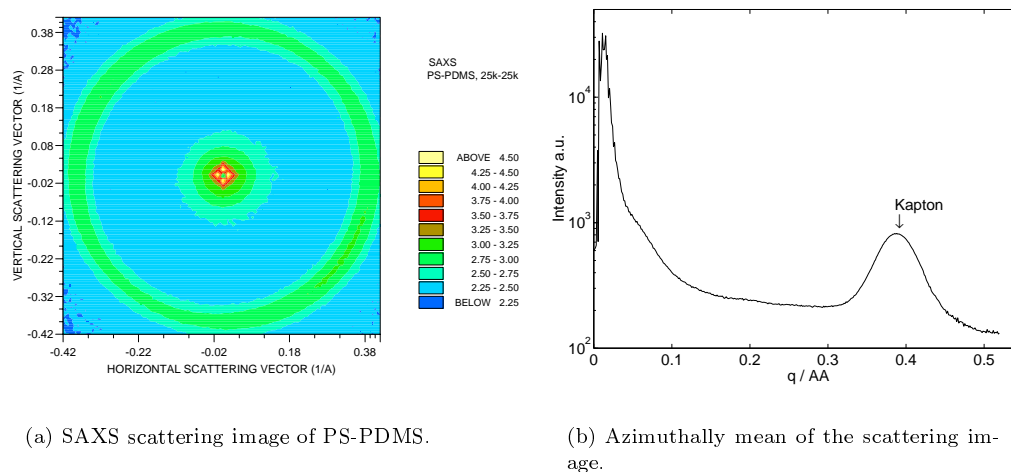 VERTICAL SCATTERING VECTOR (1/A)
0.38
0.28
0.18
0.08
-0.02
-0.12
-0.22
-0.32
-0.42
-0.42
-0.22
-0.02
0.18
0.38
HORIZONTAL SCATTERING VECTOR (1/A)
SAXS
PS-PDMS, 25k-25k
ABOVE 4.50
4.25 - 4.50
4.00 - 4.25
3.75 - 4.00
3.50 - 3.75
3.25 - 3.50
3.00 - 3.25
2.75 - 3.00
2.50 - 2.75
2.25 - 2.50
BELOW 2.25
(a) SAXS scattering image of PS-PDMS.
Intensity a.u.
10^4
10^3
10^2
Kapton
↓
0
0.1
0.2
0.3
0.4
0.5
q / AA
(b) Azimuthally mean of the scattering im-
age.